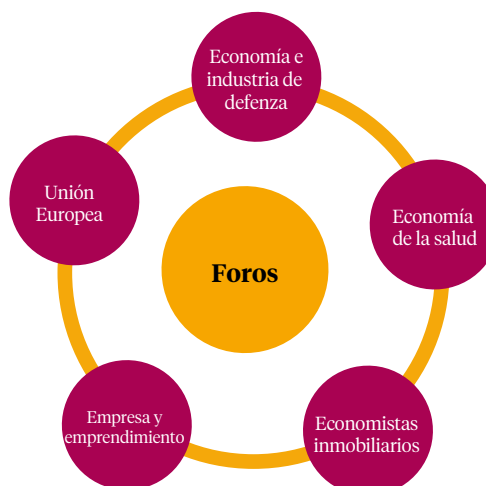 Economía e
industria de
defenza
Unión
Europea
Economía
de la salud
Foros
Empresa y
emprendimiento
Economistas
inmobiliarios